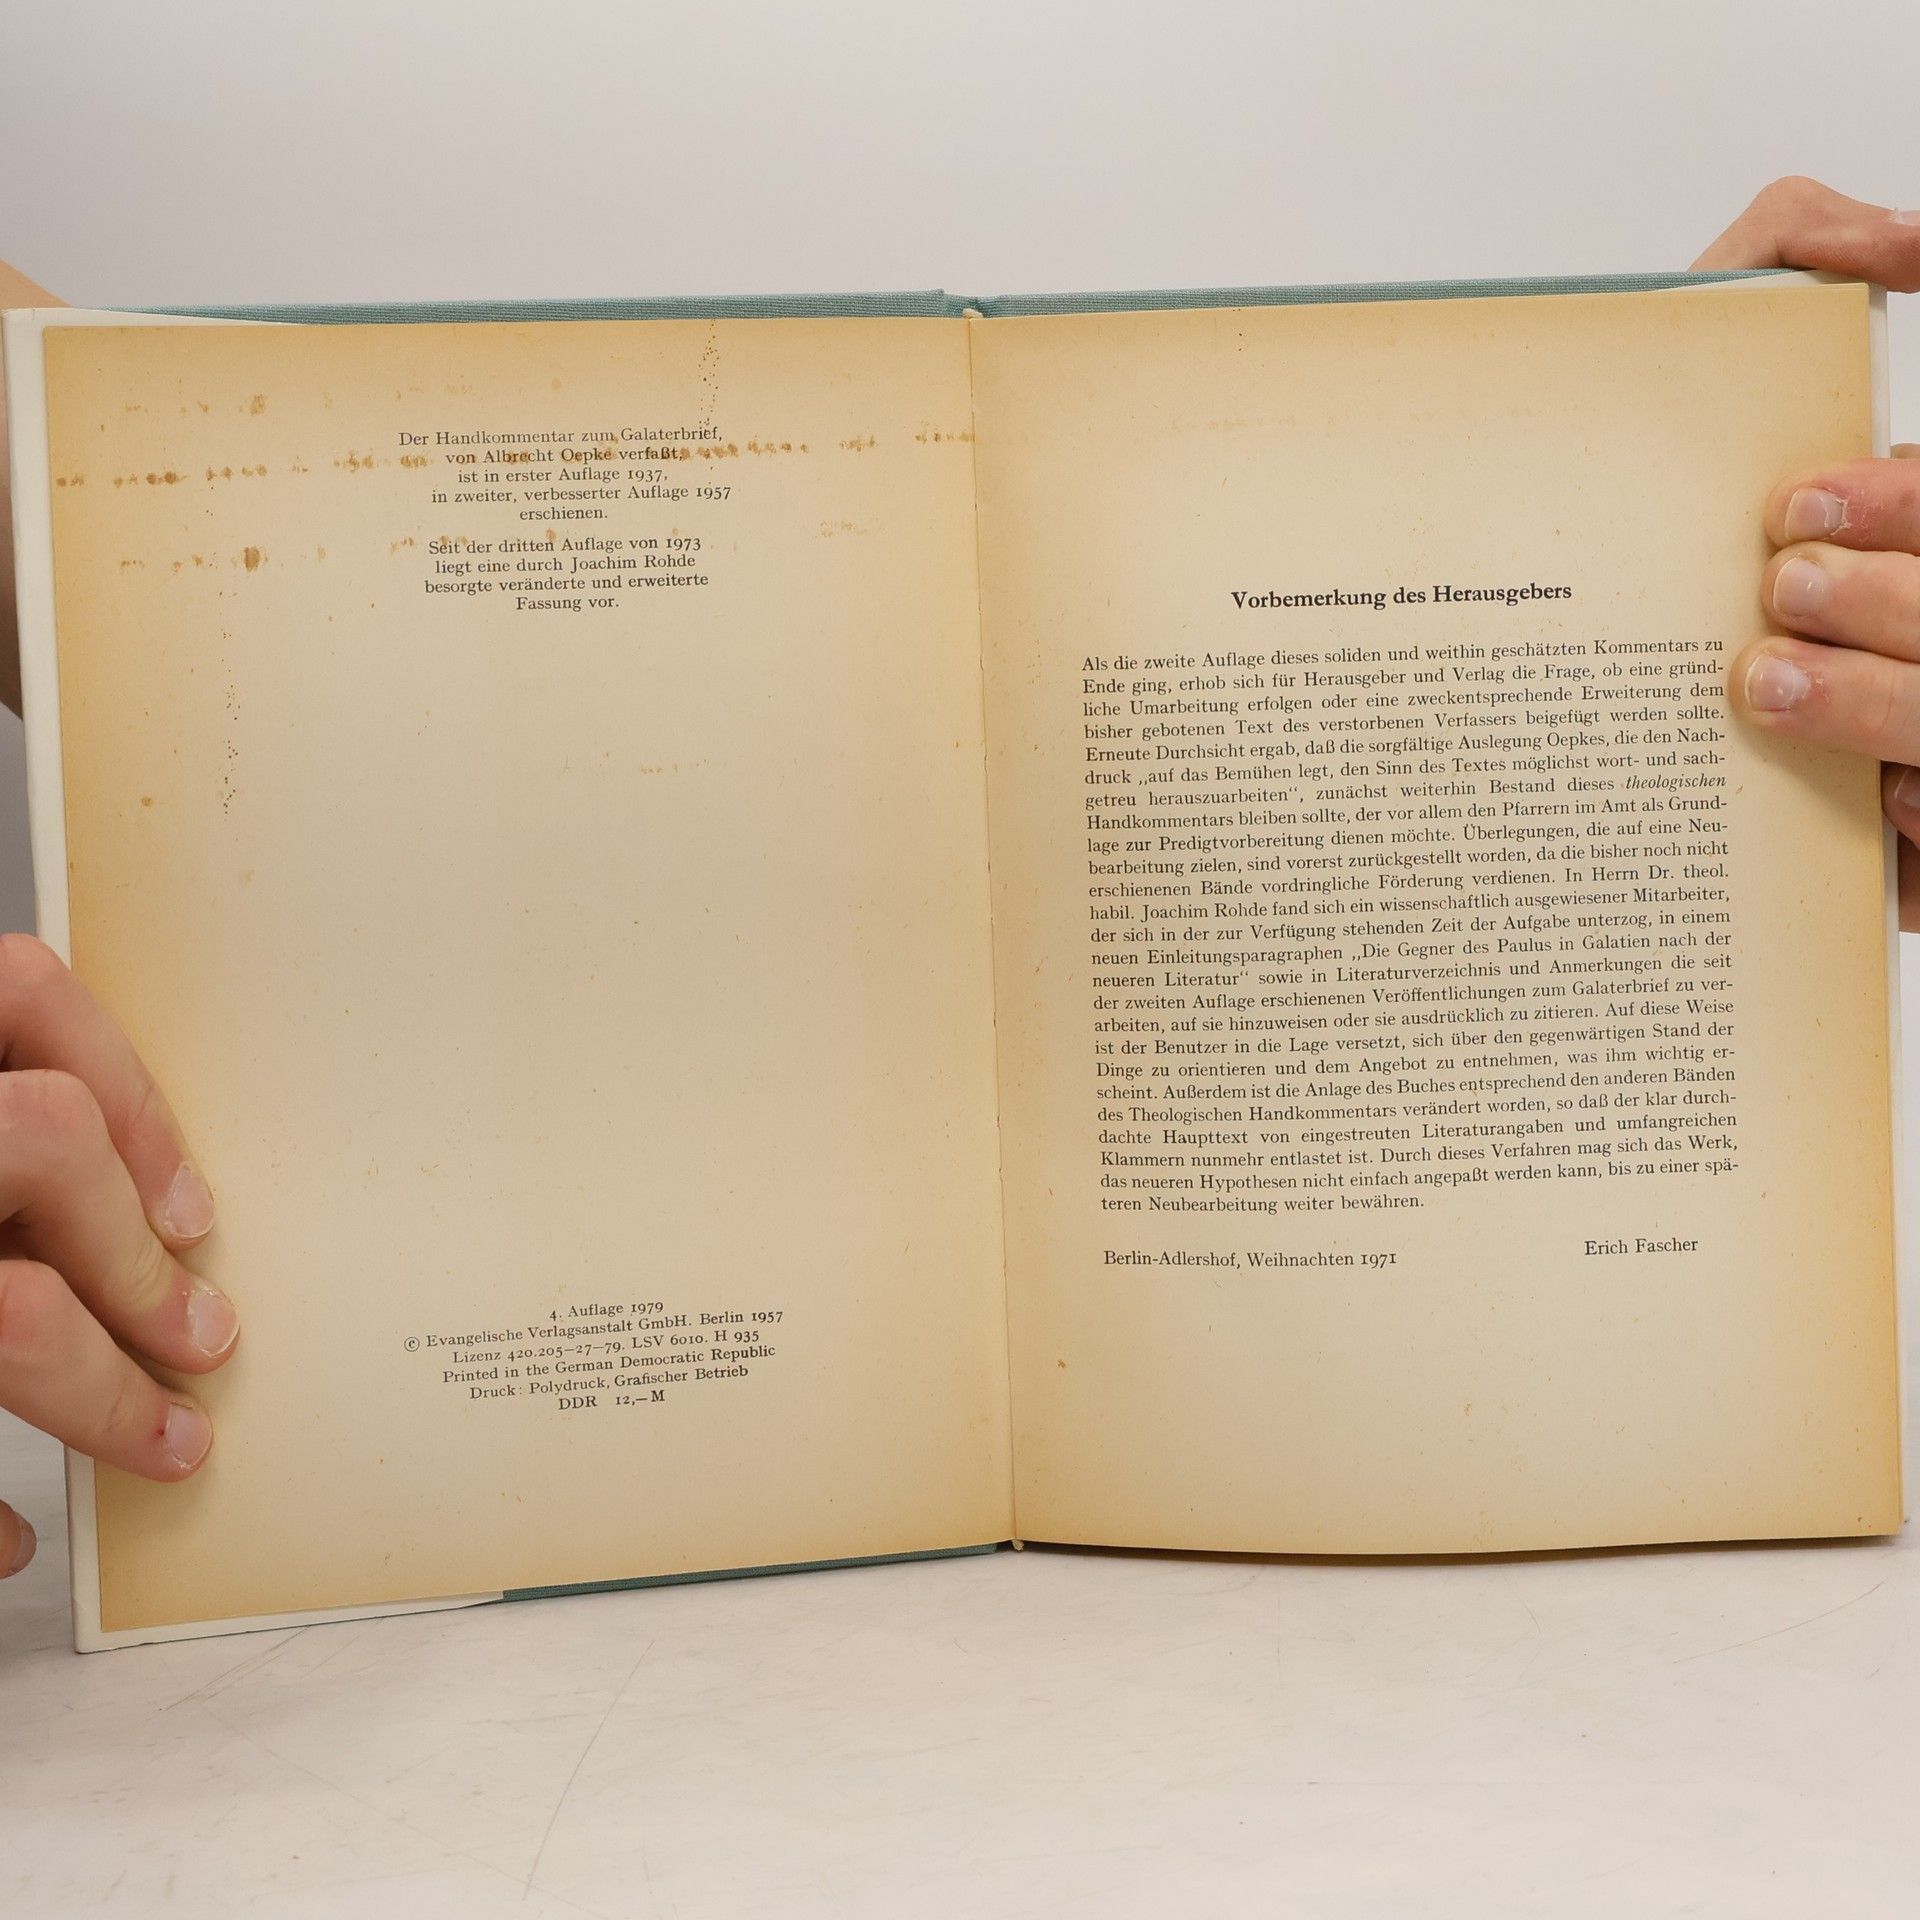 Der Handkommentar zum Galaterbrief,
von Albrecht Oepke verfaßt,
ist in erster Auflage 1937,
in zweiter, verbesserter Auflage 1957
erschienen.
Seit der dritten Auflage von 1973
liegt eine durch Joachim Rohde
besorgte veränderte und erweiterte
Fassung vor.
4. Auflage 1979
© Evangelische Verlagsanstalt GmbH. Berlin 1957
Lizenz 420.205–27–79. LSV 6010. H 935
Printed in the German Democratic Republic
Druck: Polydruck, Grafischer Betrieb
DDR 12,– M
Vorbemerkung des Herausgebers
Als die zweite Auflage dieses soliden und weithin geschätzten Kommentars zu
Ende ging, erhob sich für Herausgeber und Verlag die Frage, ob eine gründ-
liche Umarbeitung erfolgen oder eine zweckentsprechende Erweiterung dem
bisher gebotenen Text des verstorbenen Verfassers beigefügt werden sollte.
Erneute Durchsicht ergab, daß die sorgfältige Auslegung Oepkes, die den Nach-
druck „auf das Bemühen legt, den Sinn des Textes möglichst wort- und sach-
getreu herauszuarbeiten“, zunächst weiterhin Bestand dieses theologischen
Handkommentars bleiben sollte, der vor allem den Pfarrern im Amt als Grund-
lage zur Predigtvorbereitung dienen möchte. Überlegungen, die auf eine Neu-
bearbeitung zielen, sind vorerst zurückgestellt worden, da die bisher noch nicht
erschienenen Bände vordringliche Förderung verdienen. In Herrn Dr. theol.
habil. Joachim Rohde fand sich ein wissenschaftlich ausgewiesener Mitarbeiter,
der sich in der zur Verfügung stehenden Zeit der Aufgabe unterzog, in einem
neuen Einleitungsparagraphen „Die Gegner des Paulus in Galatien nach der
neueren Literatur“ sowie in Literaturverzeichnis und Anmerkungen die seit
der zweiten Auflage erschienenen Veröffentlichungen zum Galaterbrief zu ver-
arbeiten, auf sie hinzuweisen oder sie ausdrücklich zu zitieren. Auf diese Weise
ist der Benutzer in die Lage versetzt, sich über den gegenwärtigen Stand der
Dinge zu orientieren und dem Angebot zu entnehmen, was ihm wichtig er-
scheint. Außerdem ist die Anlage des Buches entsprechend den anderen Bänden
des Theologischen Handkommentars verändert worden, so daß der klar durch-
dachte Haupttext von eingestreuten Literaturangaben und umfangreichen
Klammern nunmehr entlastet ist. Durch dieses Verfahren mag sich das Werk,
das neueren Hypothesen nicht einfach angepaßt werden kann, bis zu einer spä-
teren Neubearbeitung weiter bewähren.
Berlin-Adlershof, Weihnachten 1971 Erich Fascher